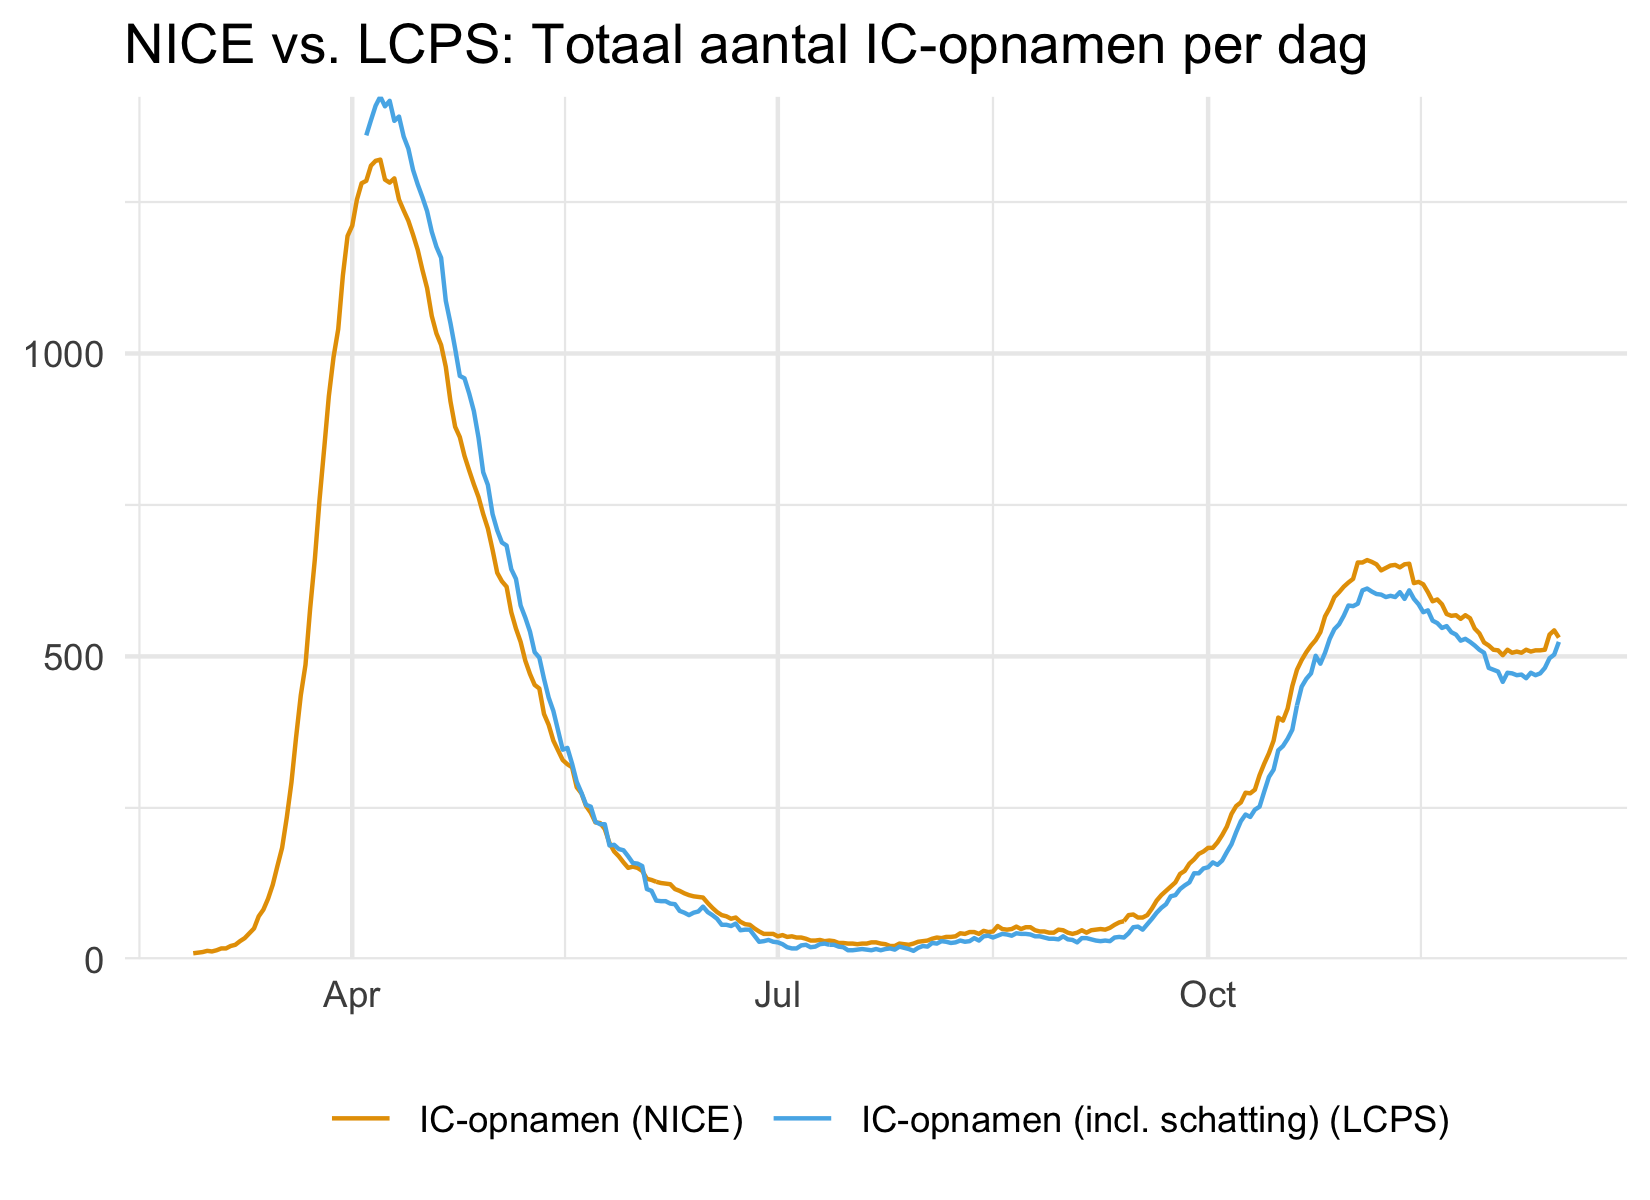 NICE vs. LCPS: Totaal aantal IC-opnamen per dag
1000
500
0
Apr Jul Oct
IC-opnamen (NICE) IC-opnamen (incl. schatting) (LCPS)